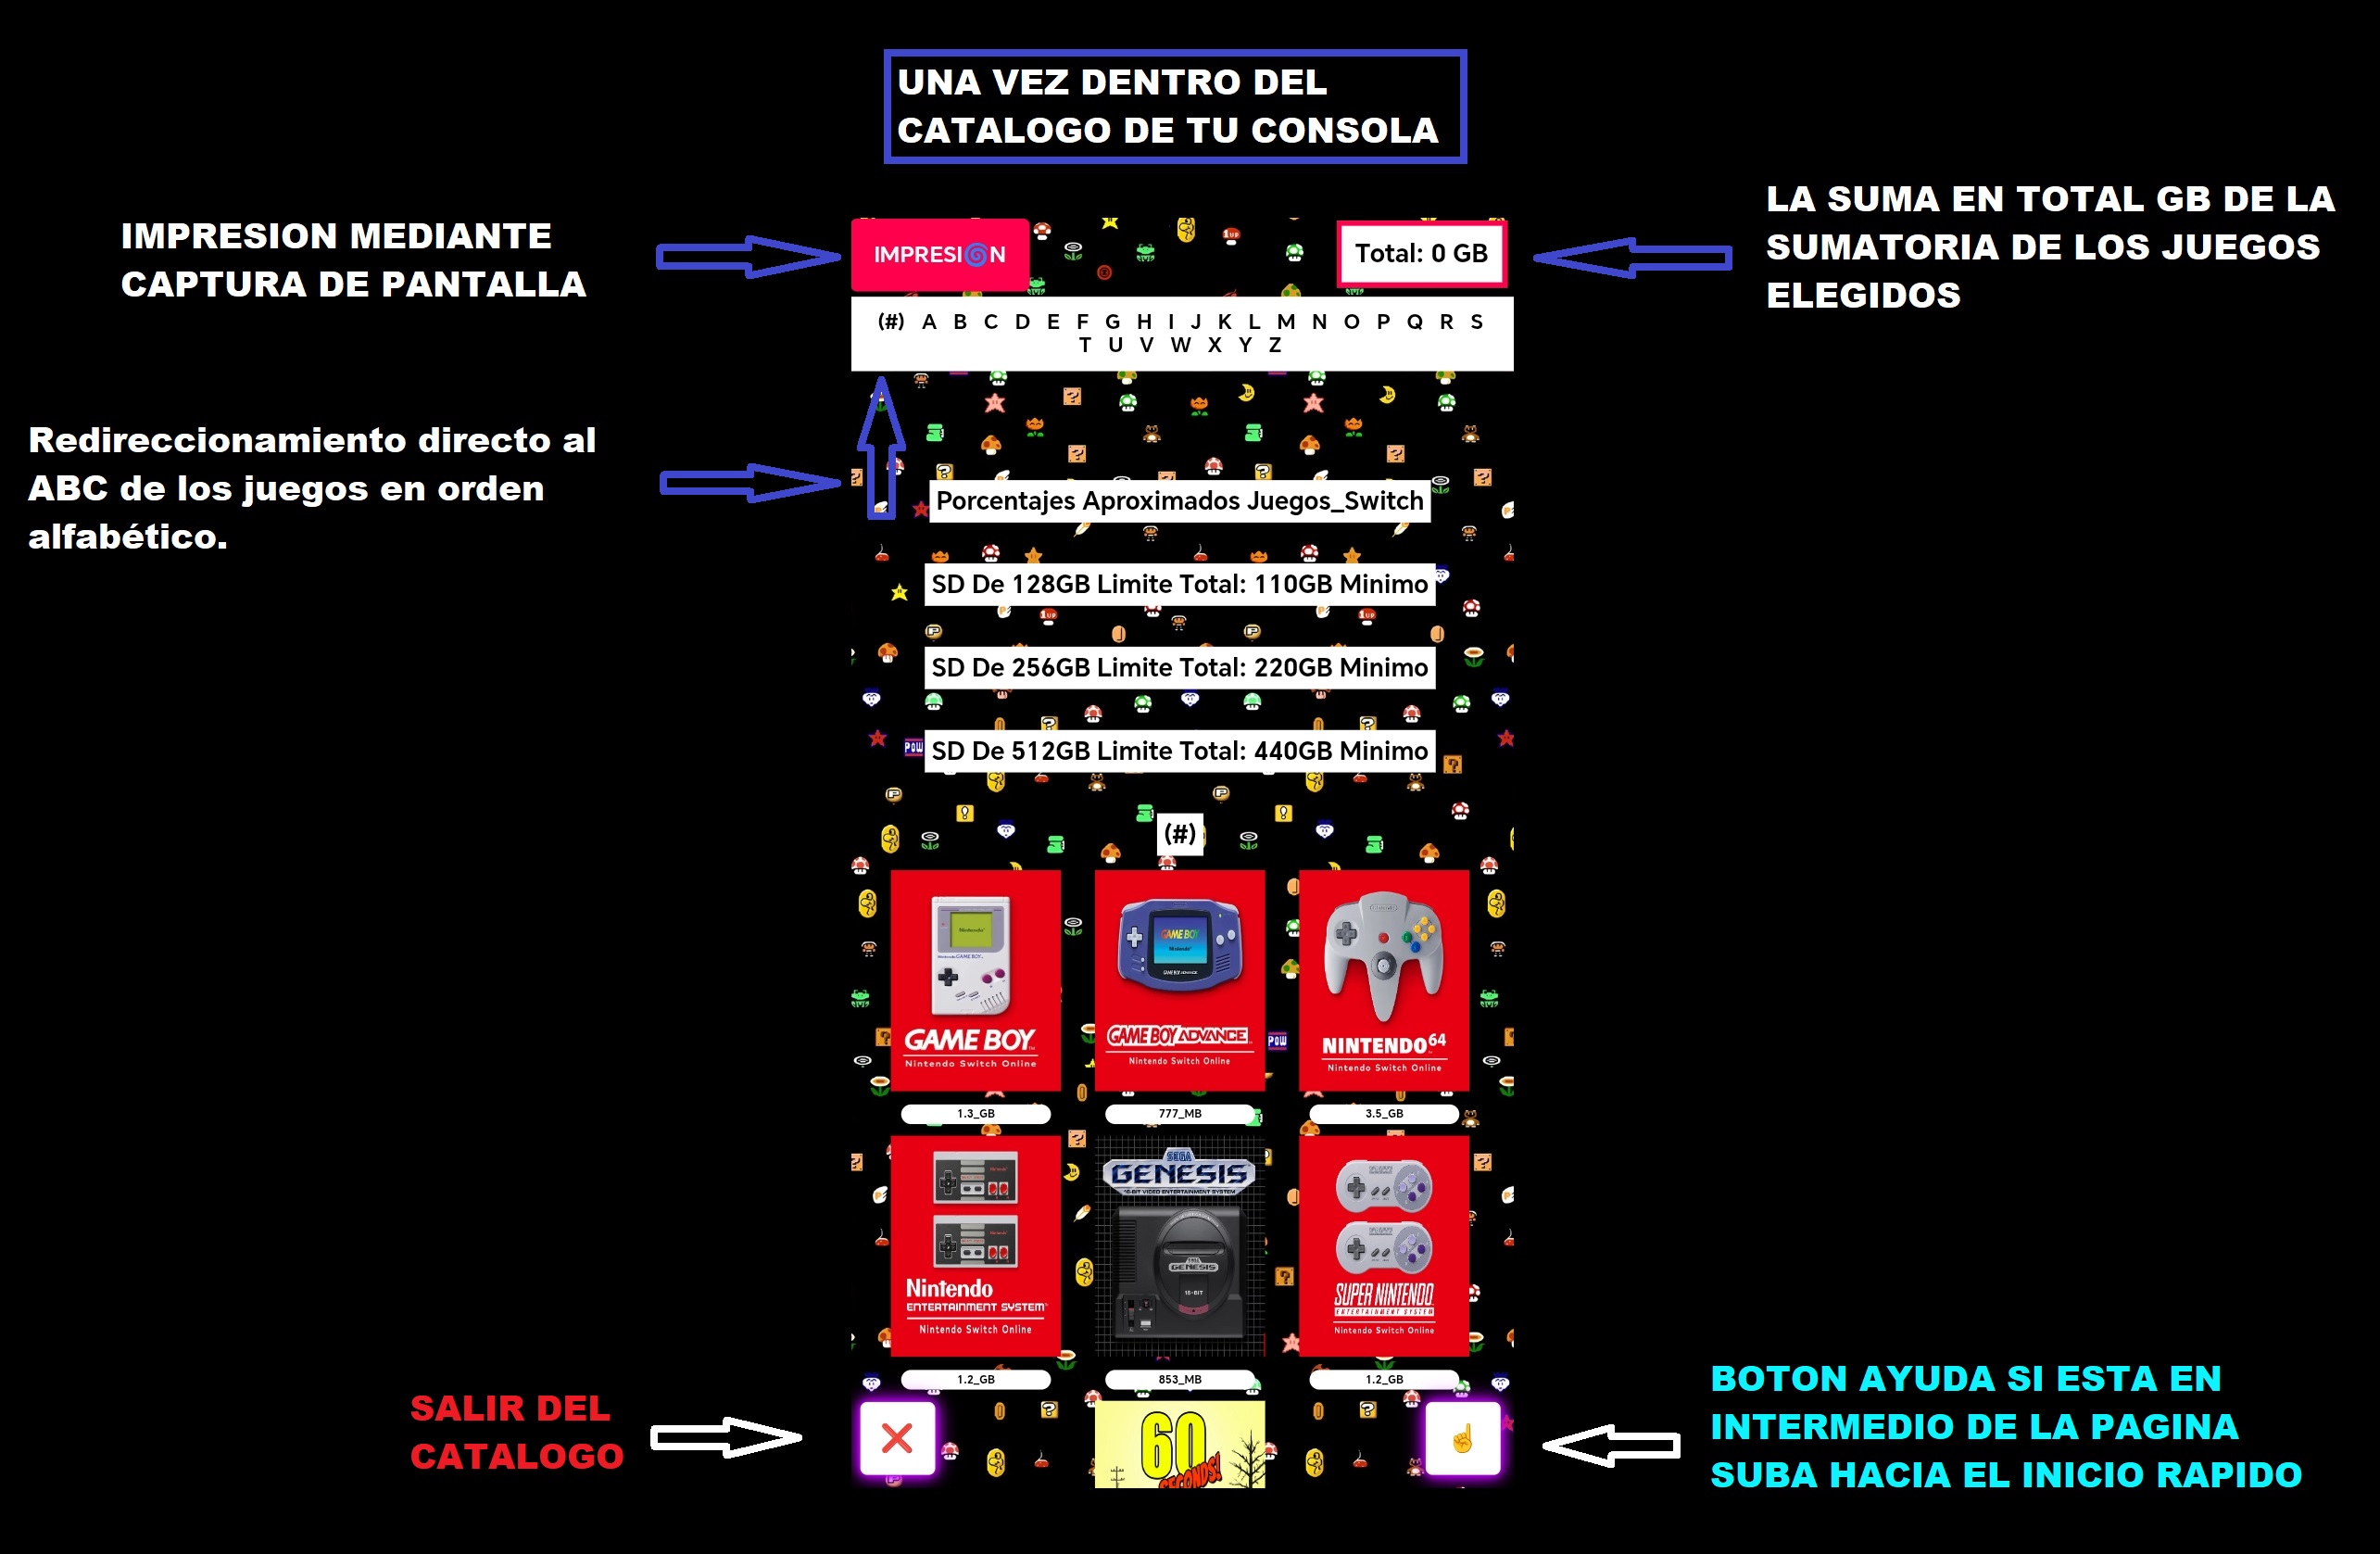 UNA VEZ DENTRO DEL
CATALOGO DE TU CONSOLA
IMPRESION MEDIANTE
CAPTURA DE PANTALLA
IMPRESI🌀N
Total: 0 GB
LA SUMA EN TOTAL GB DE LA
SUMATORIA DE LOS JUEGOS
ELEGIDOS
(#) A B C D E F G H I J K L M N O P Q R S
T U V W X Y Z
Redireccionamiento directo al
ABC de los juegos en orden
alfabético.
Porcentajes Aproximados Juegos_Switch
SD De 128GB Limite Total: 110GB Minimo
SD De 256GB Limite Total: 220GB Minimo
SD De 512GB Limite Total: 440GB Minimo
(#)
GAME BOY
Nintendo Switch Online
1.3_GB
GAME BOY ADVANCE
Nintendo Switch Online
777_MB
NINTENDO 64
Nintendo Switch Online
3.5_GB
Nintendo
ENTERTAINMENT SYSTEM
Nintendo Switch Online
1.2_GB
SEGA
GENESIS
16-BIT VIDEO ENTERTAINMENT SYSTEM
GENESIS
16-BIT
853_MB
SUPER NINTENDO
ENTERTAINMENT SYSTEM
Nintendo Switch Online
1.2_GB
60
SECONDS!
SALIR DEL
CATALOGO
BOTON AYUDA SI ESTA EN
INTERMEDIO DE LA PAGINA
SUBA HACIA EL INICIO RAPIDO